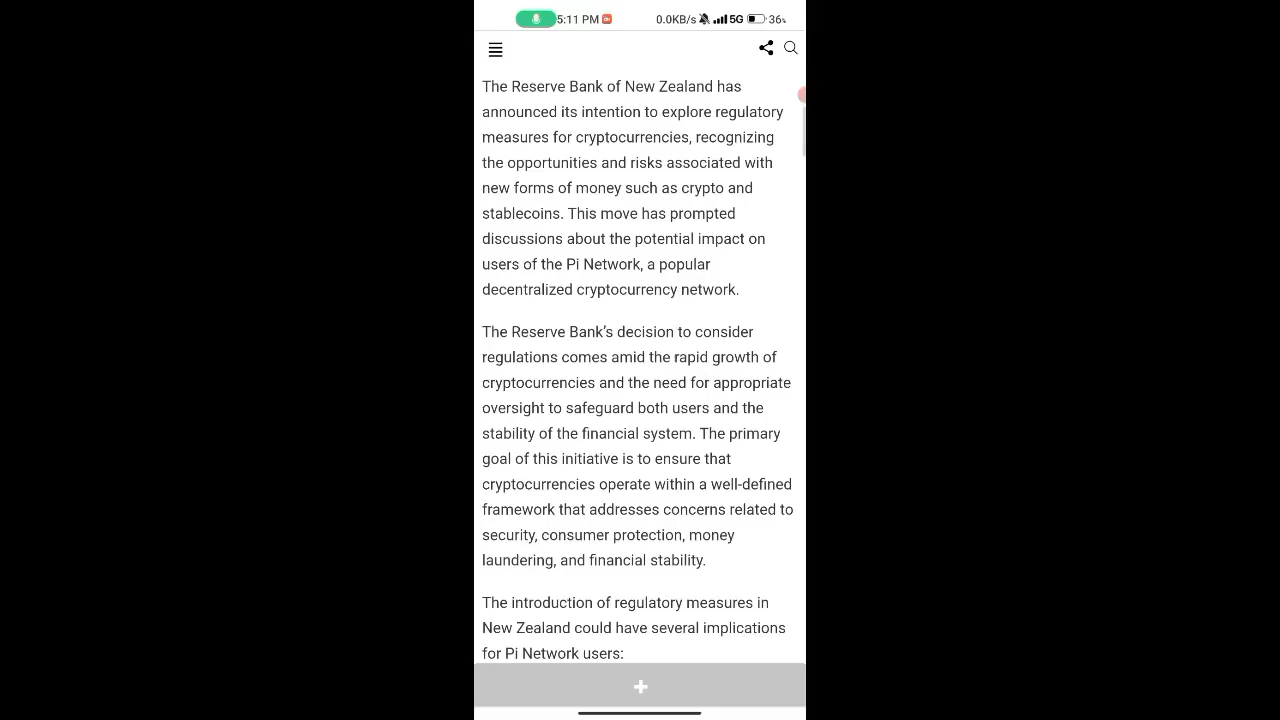 5:11 PM 0.0KB/s 5G 36%
The Reserve Bank of New Zealand has
announced its intention to explore regulatory
measures for cryptocurrencies, recognizing
the opportunities and risks associated with
new forms of money such as crypto and
stablecoins. This move has prompted
discussions about the potential impact on
users of the Pi Network, a popular
decentralized cryptocurrency network.
The Reserve Bank’s decision to consider
regulations comes amid the rapid growth of
cryptocurrencies and the need for appropriate
oversight to safeguard both users and the
stability of the financial system. The primary
goal of this initiative is to ensure that
cryptocurrencies operate within a well-defined
framework that addresses concerns related to
security, consumer protection, money
laundering, and financial stability.
The introduction of regulatory measures in
New Zealand could have several implications
for Pi Network users: